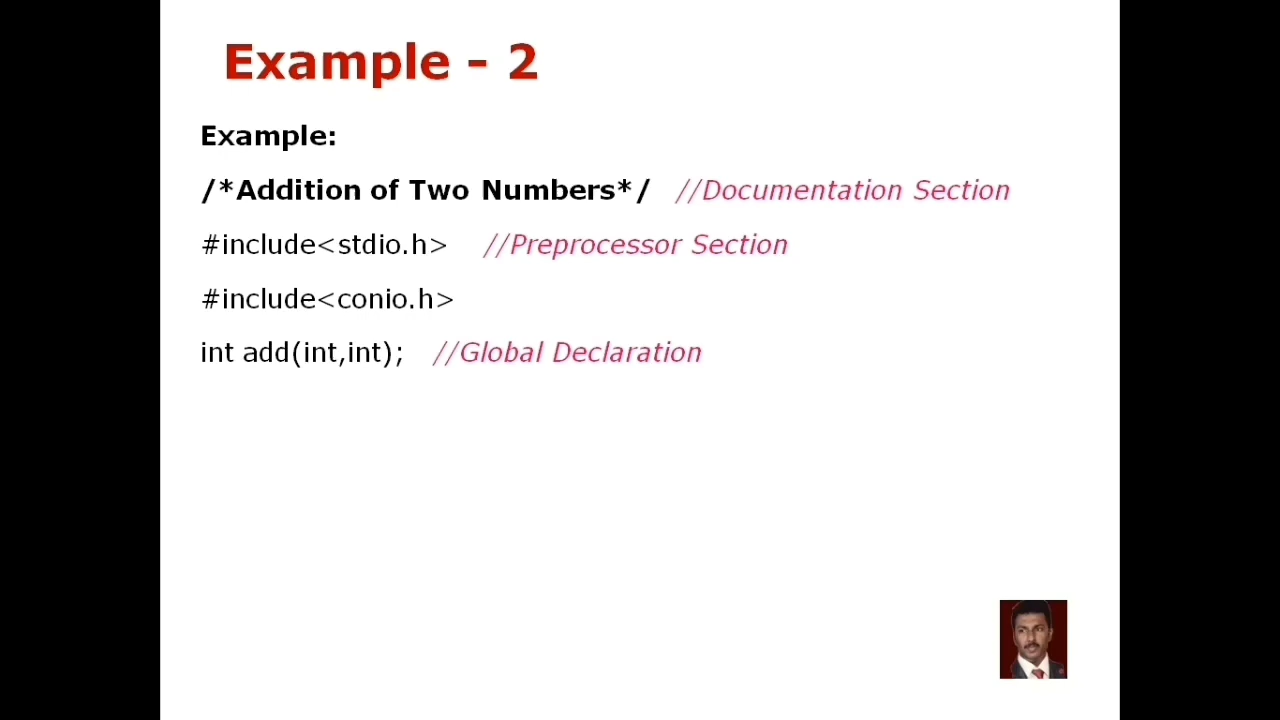 Example - 2
Example:
/*Addition of Two Numbers*/ //Documentation Section
#include<stdio.h> //Preprocessor Section
#include<conio.h>
int add(int,int); //Global Declaration